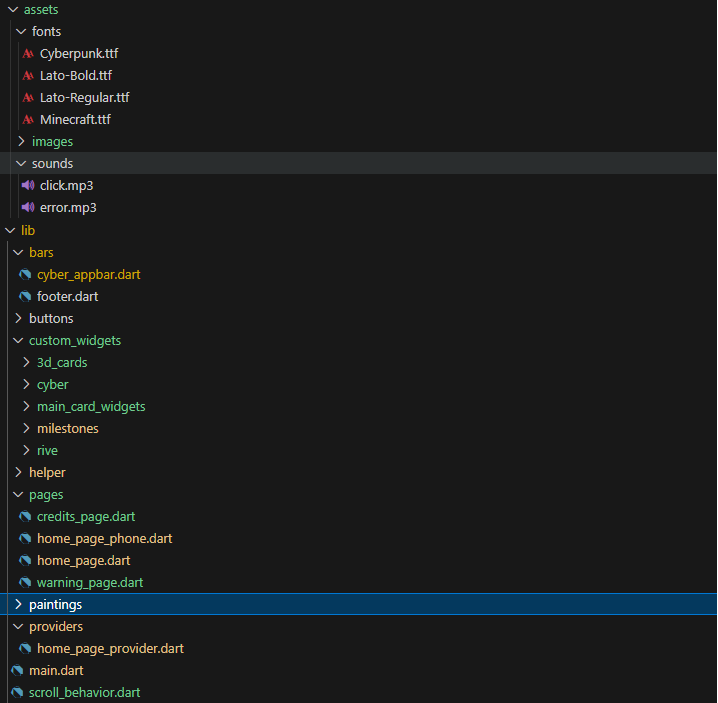 assets
fonts
Cyberpunk.ttf
Lato-Bold.ttf
Lato-Regular.ttf
Minecraft.ttf
images
sounds
click.mp3
error.mp3
lib
bars
cyber_appbar.dart
footer.dart
buttons
custom_widgets
3d_cards
cyber
main_card_widgets
milestones
rive
helper
pages
credits_page.dart
home_page_phone.dart
home_page.dart
warning_page.dart
paintings
providers
home_page_provider.dart
main.dart
scroll_behavior.dart